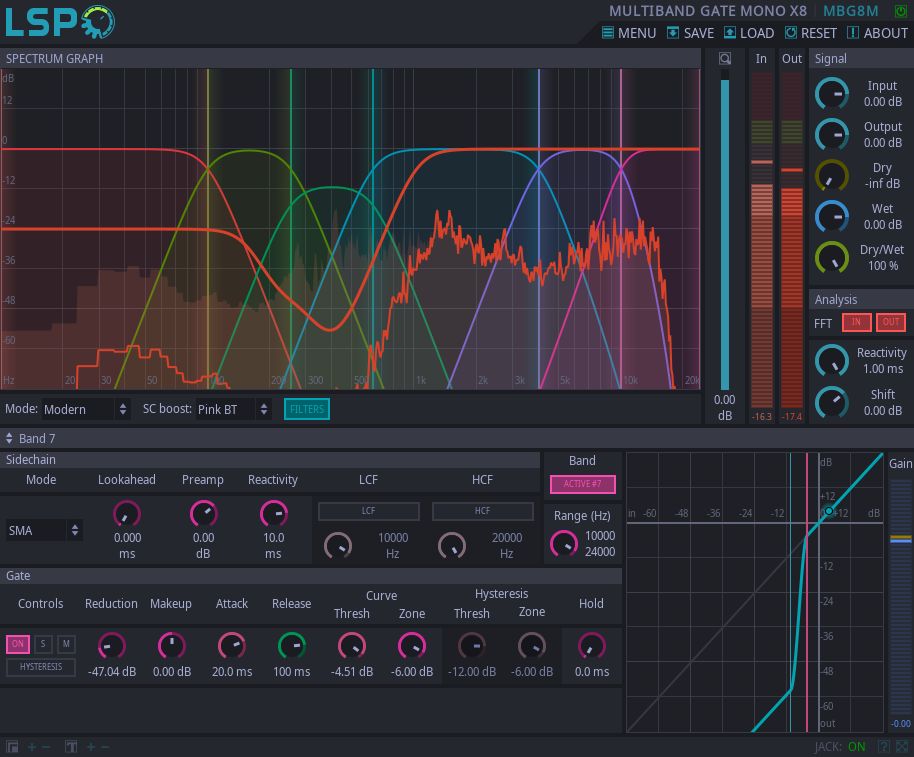 LSP
MULTIBAND GATE MONO X8 MBG8M
MENU SAVE LOAD RESET ABOUT
SPECTRUM GRAPH
In Out
Signal
dB
12
0
-12
-24
-36
-48
-60
Hz 20 30 50 200 300 500 1k 2k 3k 5k 10k 20k
0.00
dB
-16.3 -17.4
Input
0.00 dB
Output
0.00 dB
Dry
-inf dB
Wet
0.00 dB
Dry/Wet
100 %
Analysis
FFT IN OUT
Reactivity
1.00 ms
Shift
0.00 dB
Mode: Modern SC boost: Pink BT FILTERS
Band 7
Sidechain
Mode Lookahead Preamp Reactivity LCF HCF
SMA
0.000
ms
0.00
dB
10.0
ms
LCF
10000
Hz
HCF
20000
Hz
Band
ACTIVE #7
Range (Hz)
10000
24000
Gate
Controls Reduction Makeup Attack Release
Curve
Thresh Zone
Hysteresis
Thresh Zone
Hold
ON S M
HYSTERESIS
-47.04 dB 0.00 dB 20.0 ms 100 ms -4.51 dB -6.00 dB -12.00 dB -6.00 dB 0.0 ms
dB
+12
in -60 -48 -36 -24 -12 +12 dB
-12
-24
-36
-48
-60
out
Gain
-0.00
JACK: ON